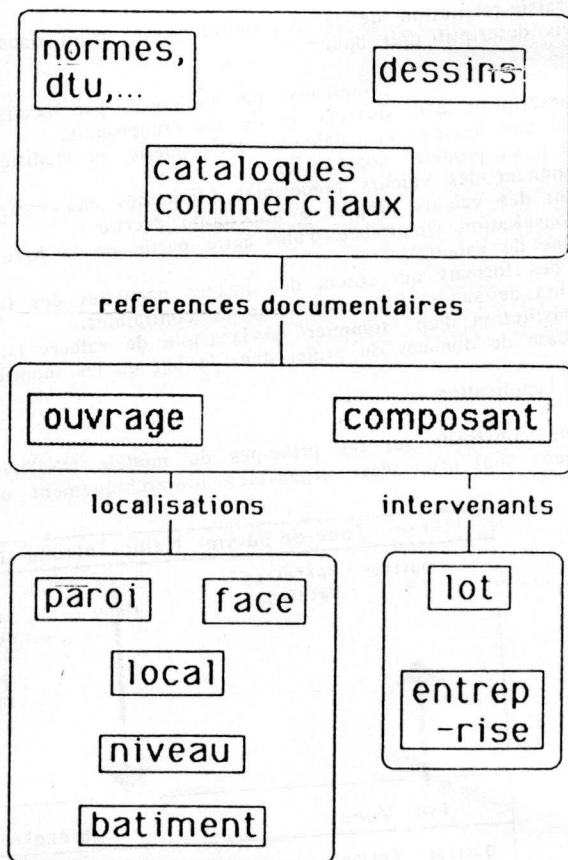 normes,
dtu,...
dessins
cataloques
commerciaux
references documentaires
ouvrage
composant
localisations
intervenants
paroi
face
lot
local
entrep
-rise
niveau
batiment